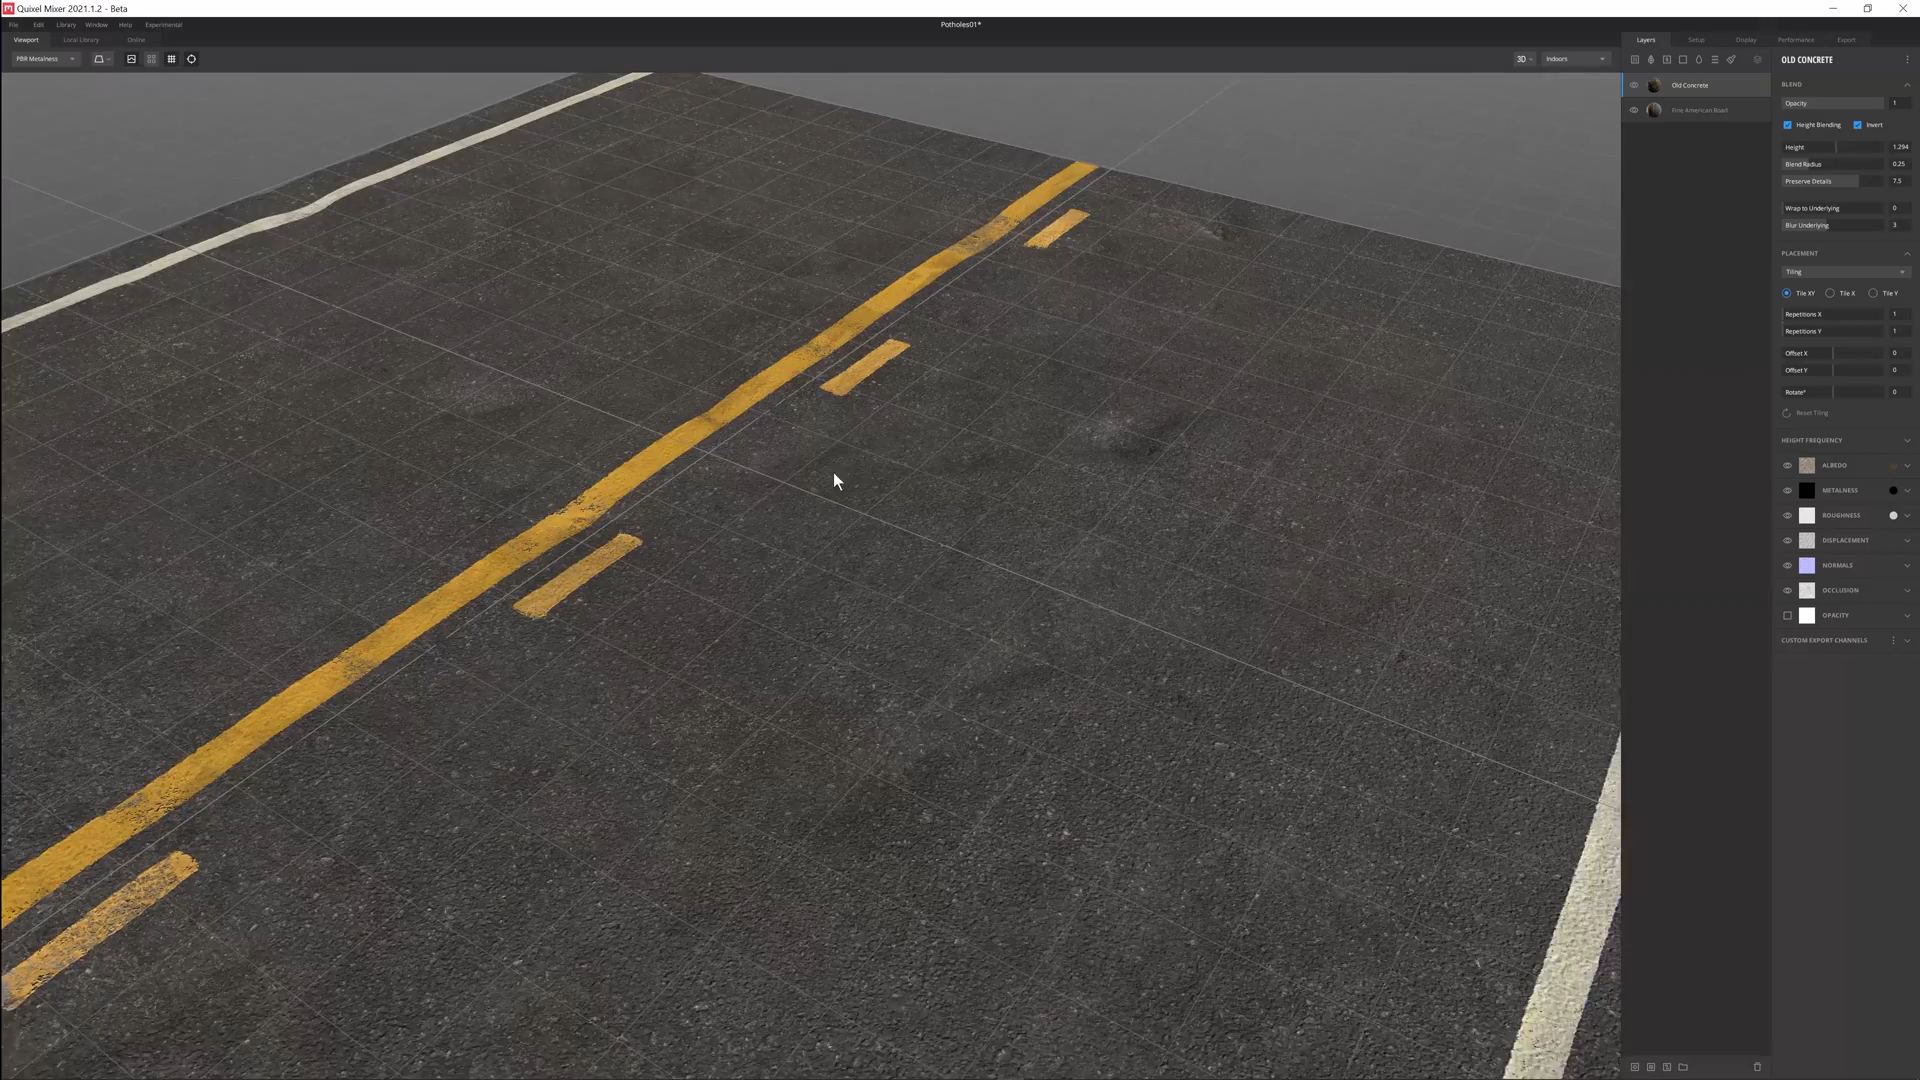 Quixel Mixer 2021.1.2 - Beta
File Edit Library Window Help Experimental
Potholes01*
Viewport Local Library Online
Layers Setup Display Performance Export
PBR Metalness
3D
Indoors
OLD CONCRETE
BLEND
Old Concrete
Fine American Road
Opacity 1
Height Blending Invert
Height 1.294
Blend Radius 0.25
Preserve Details 7.5
Wrap to Underlying 0
Blur Underlying 3
PLACEMENT
Tiling
Tile XY Tile X Tile Y
Repetitions X 1
Repetitions Y 1
Offset X 0
Offset Y 0
Rotate° 0
Reset Tiling
HEIGHT FREQUENCY
ALBEDO
METALNESS
ROUGHNESS
DISPLACEMENT
NORMALS
OCCLUSION
OPACITY
CUSTOM EXPORT CHANNELS